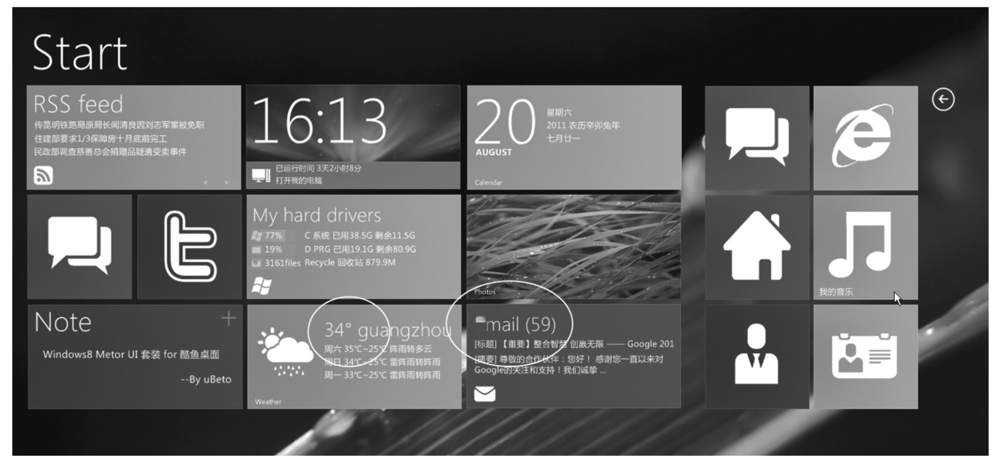 Start
RSS feed
传昆明铁路局原局长闻清良因刘志军案被免职
住建部要求1/3保障房十月底前完工
民政部调查慈善总会捐赠品疑遭变卖事件
< >
16:13
已运行时间 3天2小时8分
打开我的电脑
20
AUGUST
星期六
2011 农历辛卯兔年
七月廿一
Calendar
My hard drivers
77% C 系统 已用38.5G 剩余11.5G
19% D PRG 已用19.1G 剩余80.9G
3161files Recycle 回收站 879.9M
Photos
我的音乐
Note
Windows8 Metor UI 套装 for 酷鱼桌面
--By uBeto
34° guangzhou
周六 35℃~25℃ 阵雨转多云
周日 34℃~25℃ 雷阵雨转阵雨
周一 33℃~25℃ 雷阵雨转阵雨
Weather
mail (59)
[标题] 【重要】整合智慧 创赢无限 —— Google 201
[摘要] 尊敬的合作伙伴：您好！ 感谢您一直以来对
Google的关注和支持！我们诚挚 ...